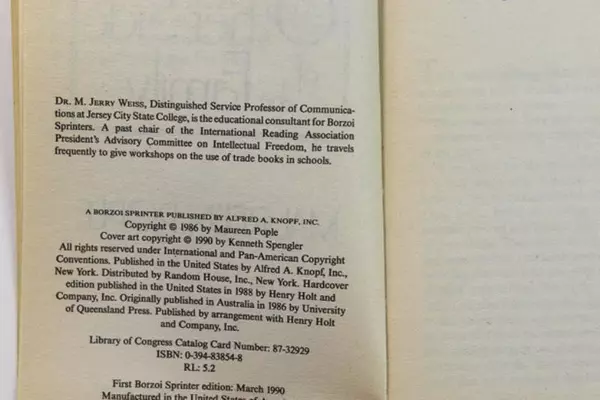 DR. M. JERRY WEISS, Distinguished Service Professor of Communica-
tions at Jersey City State College, is the educational consultant for Borzoi
Sprinters. A past chair of the International Reading Association
President's Advisory Committee on Intellectual Freedom, he travels
frequently to give workshops on the use of trade books in schools.
A BORZOI SPRINTER PUBLISHED BY ALFRED A. KNOPF, INC.
Copyright © 1986 by Maureen Pople
Cover art copyright © 1990 by Kenneth Spengler
All rights reserved under International and Pan-American Copyright
Conventions. Published in the United States by Alfred A. Knopf, Inc.,
New York. Distributed by Random House, Inc., New York. Hardcover
edition published in the United States in 1988 by Henry Holt and
Company, Inc. Originally published in Australia in 1986 by University
of Queensland Press. Published by arrangement with Henry Holt
and Company, Inc.
Library of Congress Catalog Card Number: 87-32929
ISBN: 0-394-83854-8
RL: 5.2
First Borzoi Sprinter edition: March 1990
Manufactured in the United States of